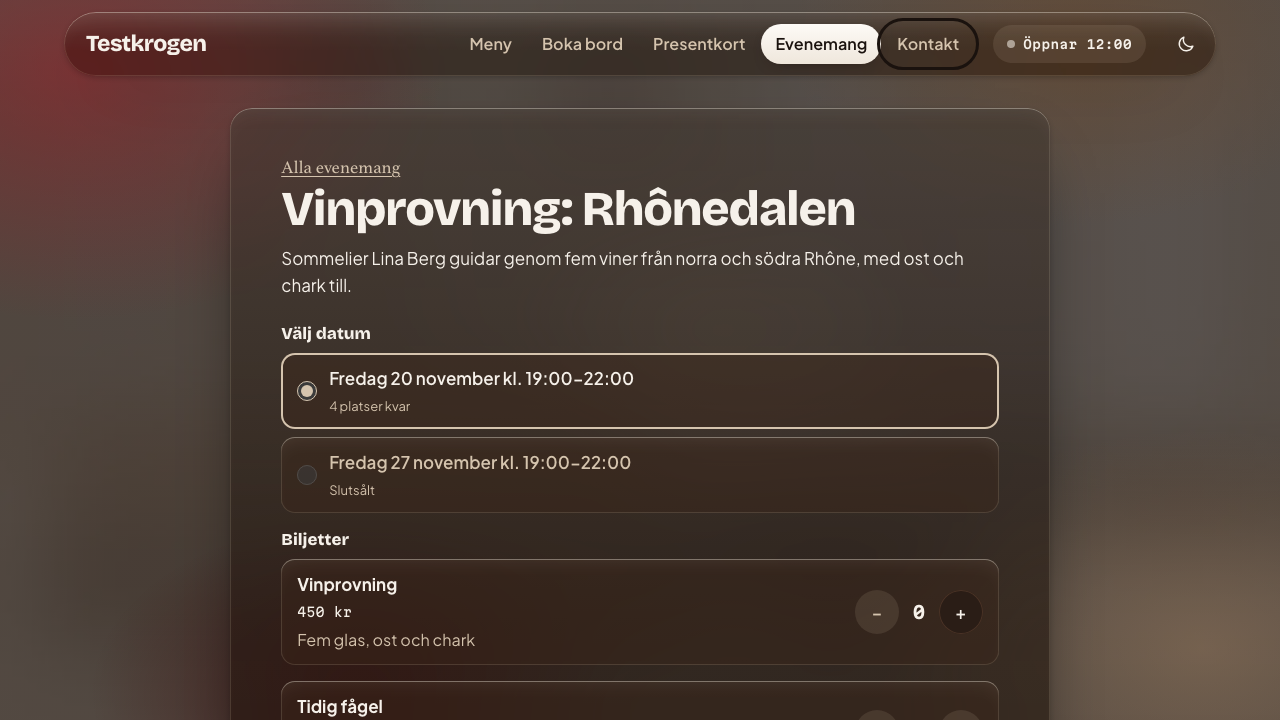 Testkrogen
Meny
Boka bord
Presentkort
Evenemang
Kontakt
Öppnar 12:00
Alla evenemang
Vinprovning: Rhônedalen
Sommelier Lina Berg guidar genom fem viner från norra och södra Rhône, med ost och
chark till.
Välj datum
Fredag 20 november kl. 19:00–22:00
4 platser kvar
Fredag 27 november kl. 19:00–22:00
Slutsålt
Biljetter
Vinprovning
450 kr
Fem glas, ost och chark
− 0 +
Tidig fågel